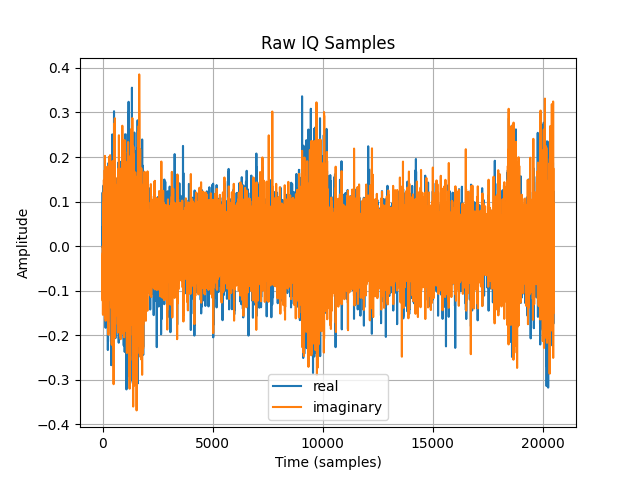 Raw IQ Samples
Amplitude
0.4
0.3
0.2
0.1
0.0
−0.1
−0.2
−0.3
−0.4
real
imaginary
0
5000
10000
15000
20000
Time (samples)